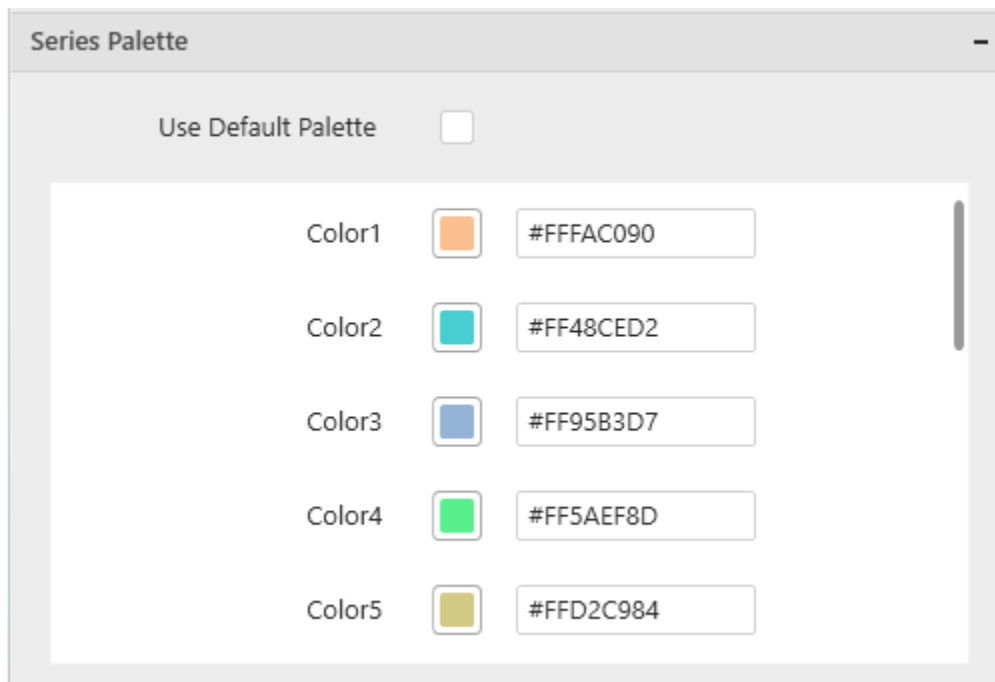 Series Palette
Use Default Palette
Color1 #FFFAC090
Color2 #FF48CED2
Color3 #FF95B3D7
Color4 #FF5AEF8D
Color5 #FFD2C984